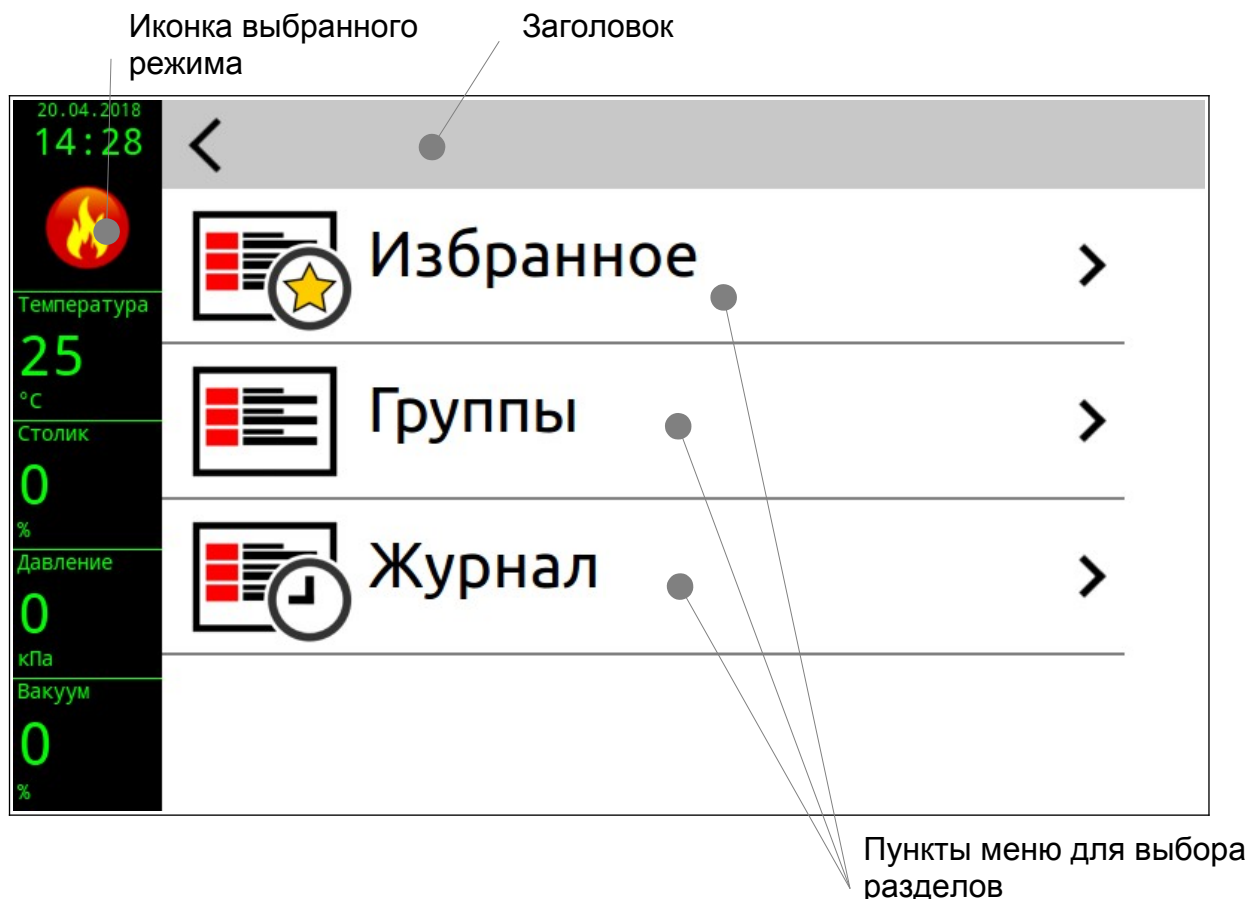 Иконка выбранного
режима
Заголовок
20.04.2018
14:28
Температура
25
°C
Столик
0
%
Давление
0
кПа
Вакуум
0
%
Избранное
Группы
Журнал
Пункты меню для выбора
разделов